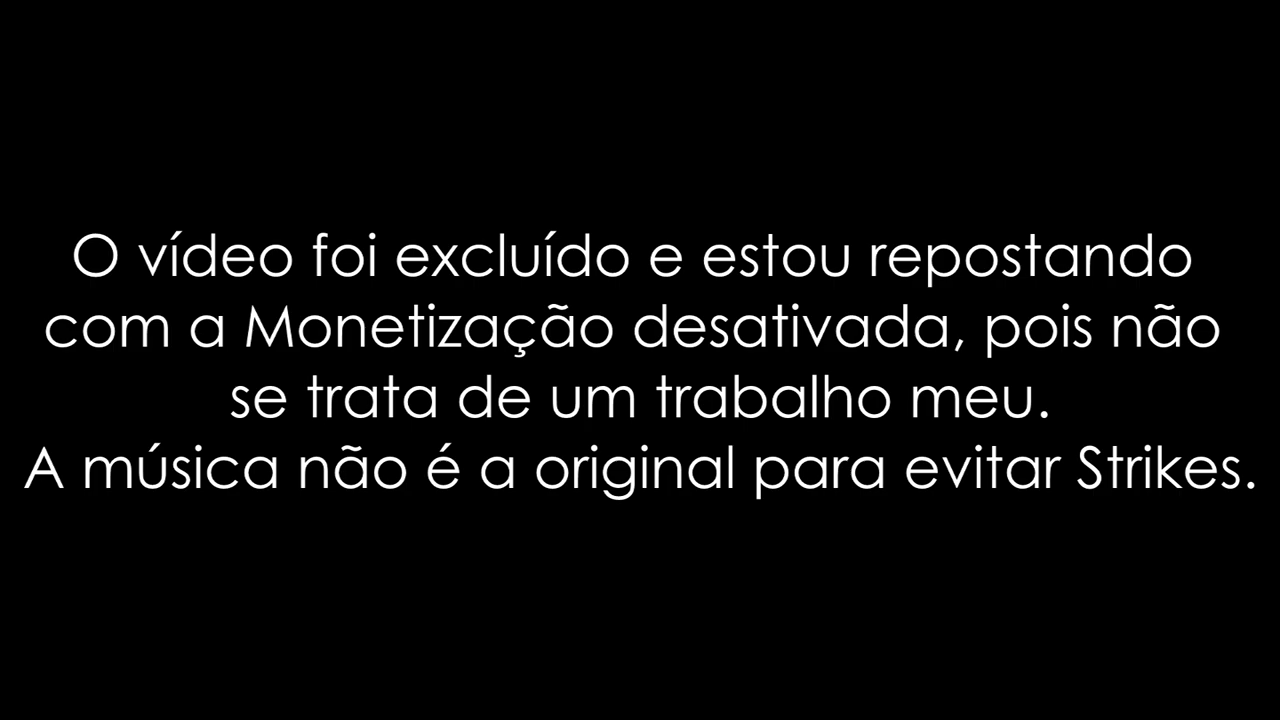 O vídeo foi excluído e estou repostando
com a Monetização desativada, pois não
se trata de um trabalho meu.
A música não é a original para evitar Strikes.